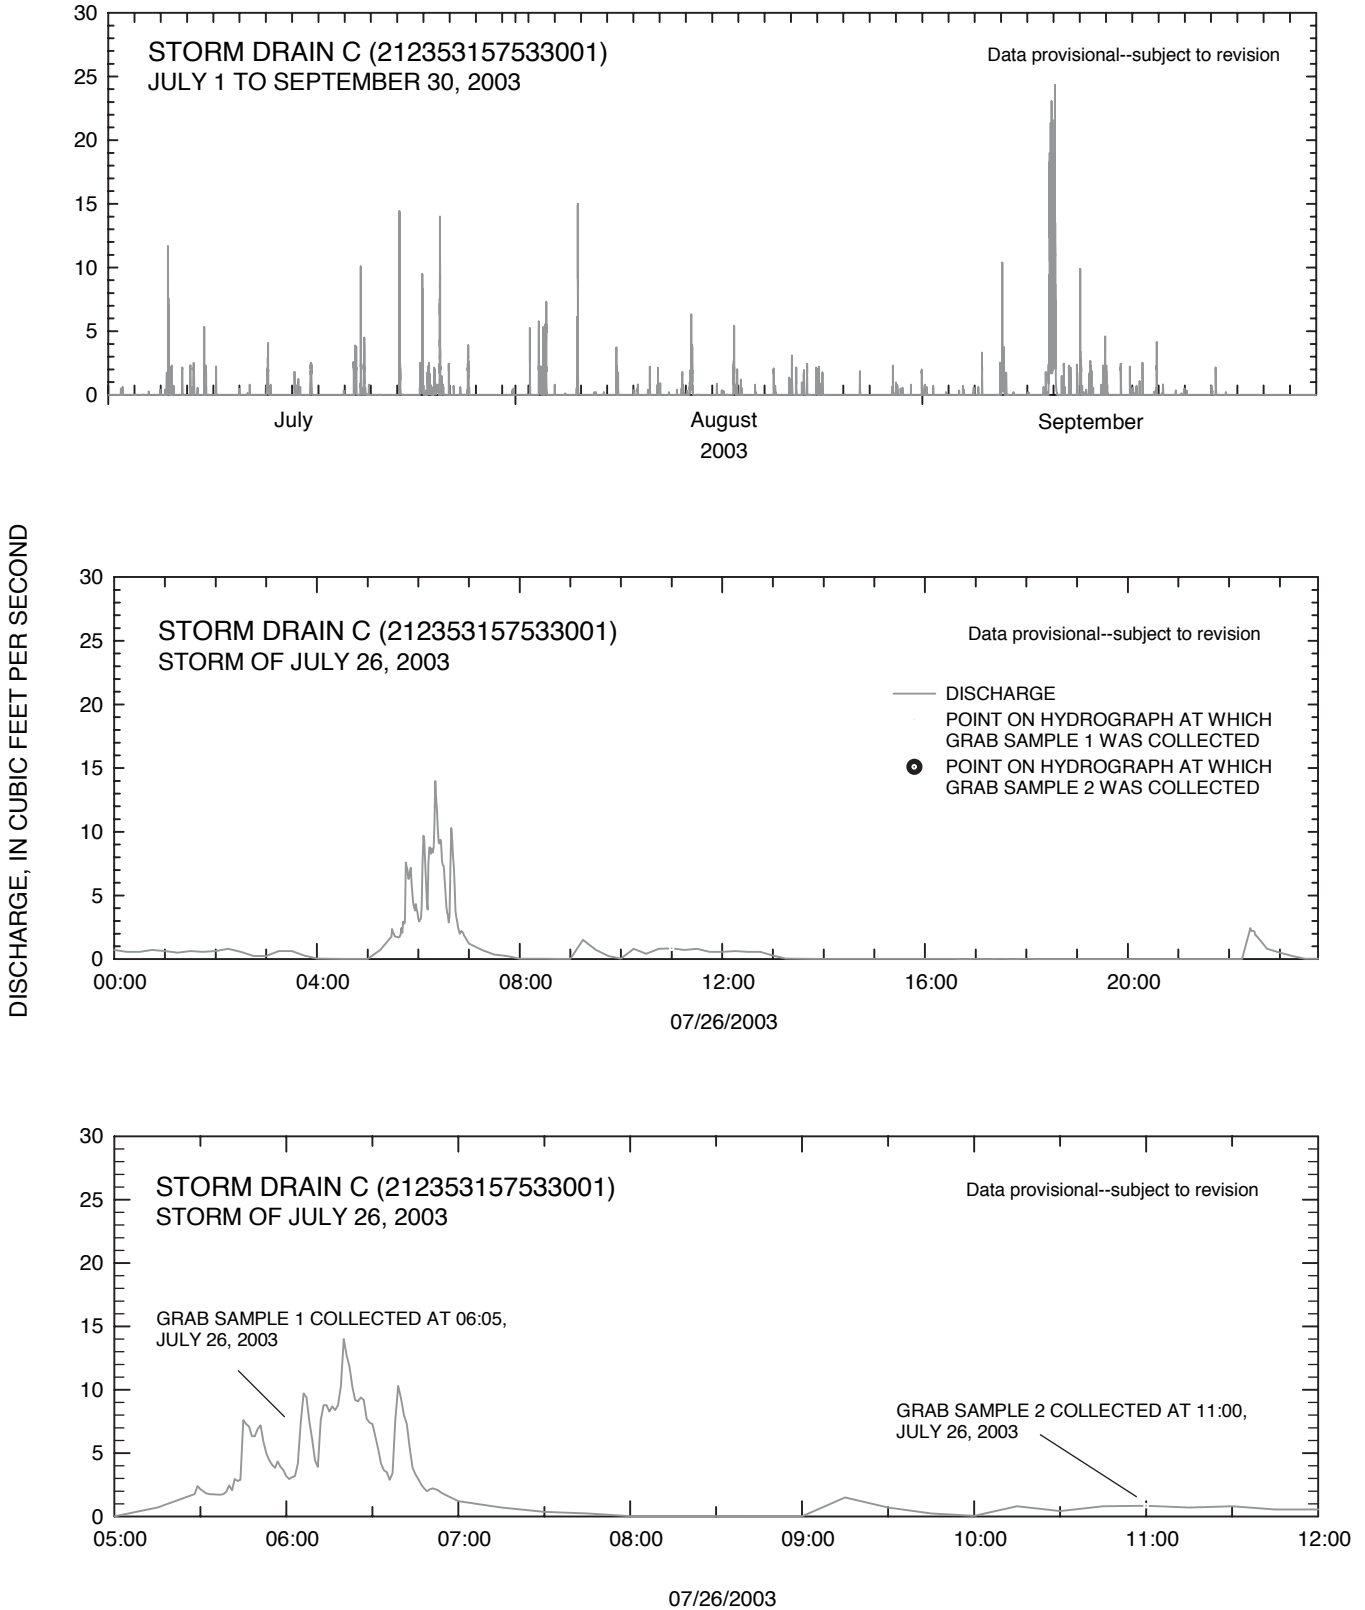 30
STORM DRAIN C (212353157533001)
JULY 1 TO SEPTEMBER 30, 2003
Data provisional--subject to revision
25
20
15
10
5
0
July
August
September
2003
DISCHARGE, IN CUBIC FEET PER SECOND
30
STORM DRAIN C (212353157533001)
STORM OF JULY 26, 2003
Data provisional--subject to revision
25
20
15
10
5
0
DISCHARGE
POINT ON HYDROGRAPH AT WHICH
GRAB SAMPLE 1 WAS COLLECTED
POINT ON HYDROGRAPH AT WHICH
GRAB SAMPLE 2 WAS COLLECTED
00:00 04:00 08:00 12:00 16:00 20:00
07/26/2003
30
STORM DRAIN C (212353157533001)
STORM OF JULY 26, 2003
Data provisional--subject to revision
25
20
15
10
5
0
GRAB SAMPLE 1 COLLECTED AT 06:05,
JULY 26, 2003
GRAB SAMPLE 2 COLLECTED AT 11:00,
JULY 26, 2003
05:00 06:00 07:00 08:00 09:00 10:00 11:00 12:00
07/26/2003